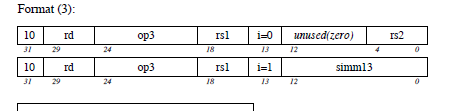 Format (3):
10 rd op3 rs1 i=0 unused(zero) rs2
31 29 24 18 13 12 4 0
10 rd op3 rs1 i=1 simm13
31 29 24 18 13 12 0